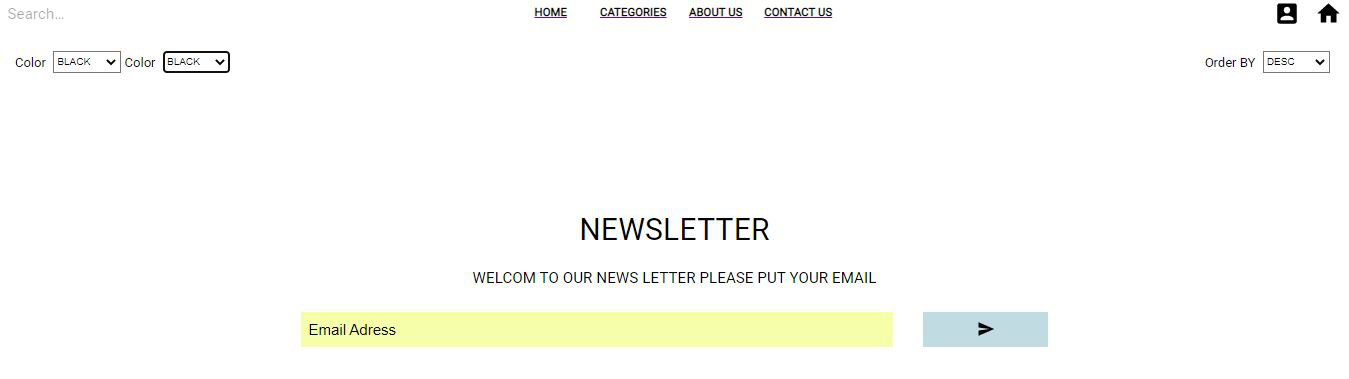 Search...
HOME CATEGORIES ABOUT US CONTACT US
Color BLACK Color BLACK Order BY DESC
NEWSLETTER
WELCOM TO OUR NEWS LETTER PLEASE PUT YOUR EMAIL
Email Adress